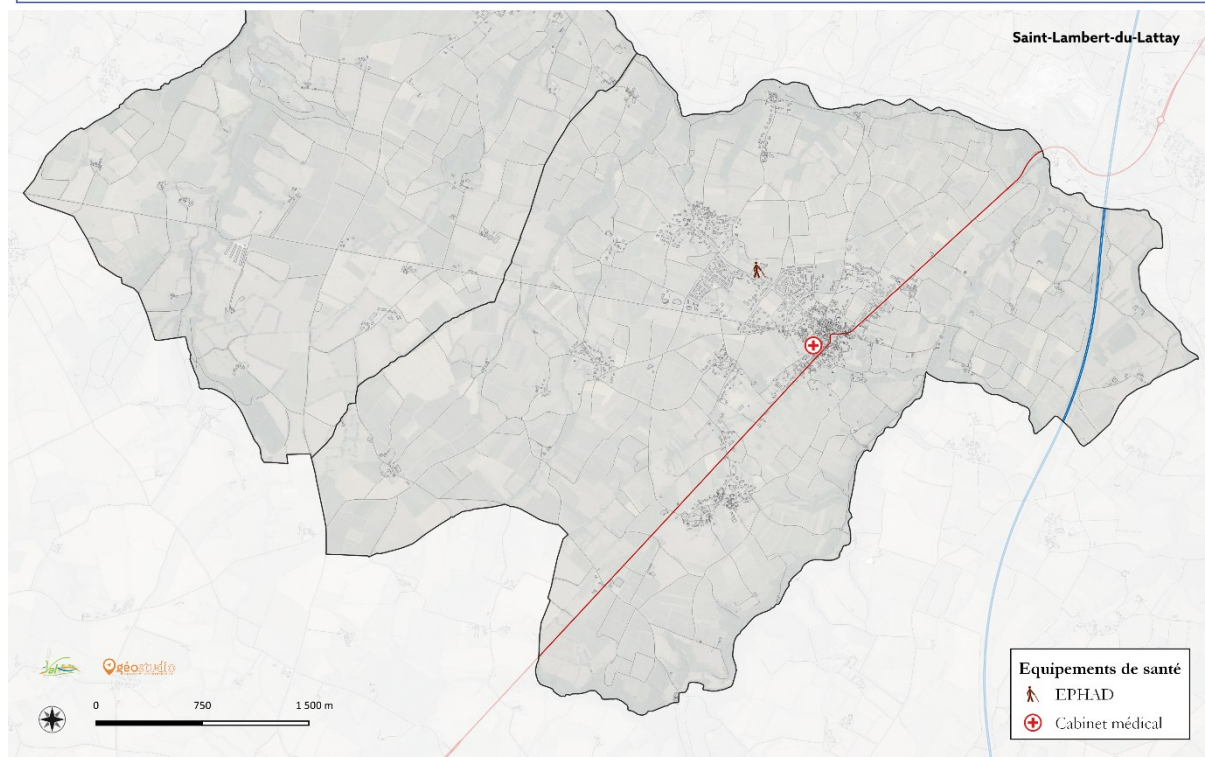 Saint-Lambert-du-Lattay
géostudio
0 750 1 500 m
Equipements de santé
EPHAD
Cabinet médical